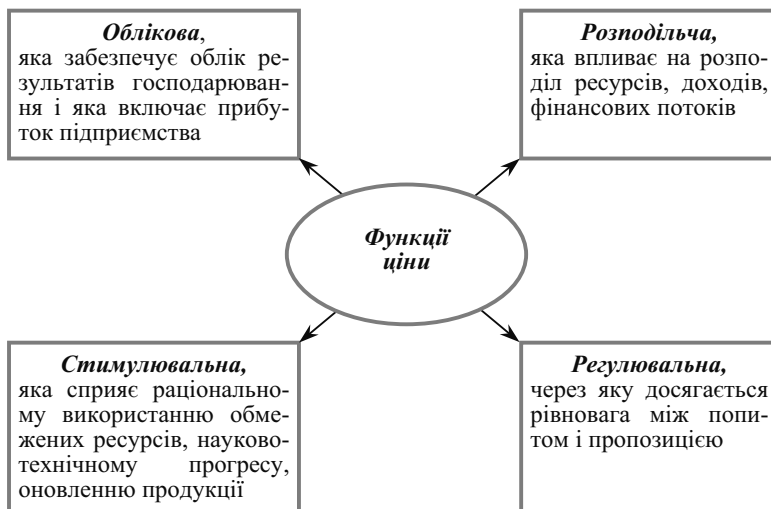 Облікова,
яка забезпечує облік ре-
зультатів господарюван-
ня і яка включає прибу-
ток підприємства
Розподільча,
яка впливає на розпо-
діл ресурсів, доходів,
фінансових потоків
Функції
ціни
Стимулювальна,
яка сприяє раціонально-
му використанню обме-
жених ресурсів, науково-
технічному прогресу,
оновленню продукції
Регулювальна,
через яку досягається
рівновага між попи-
том і пропозицією